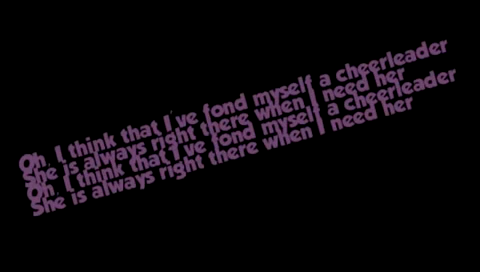 Oh, I think that I've fond myself a cheerleader
She is always right there when I need her
Oh, I think that I've fond myself a cheerleader
She is always right there when I need her